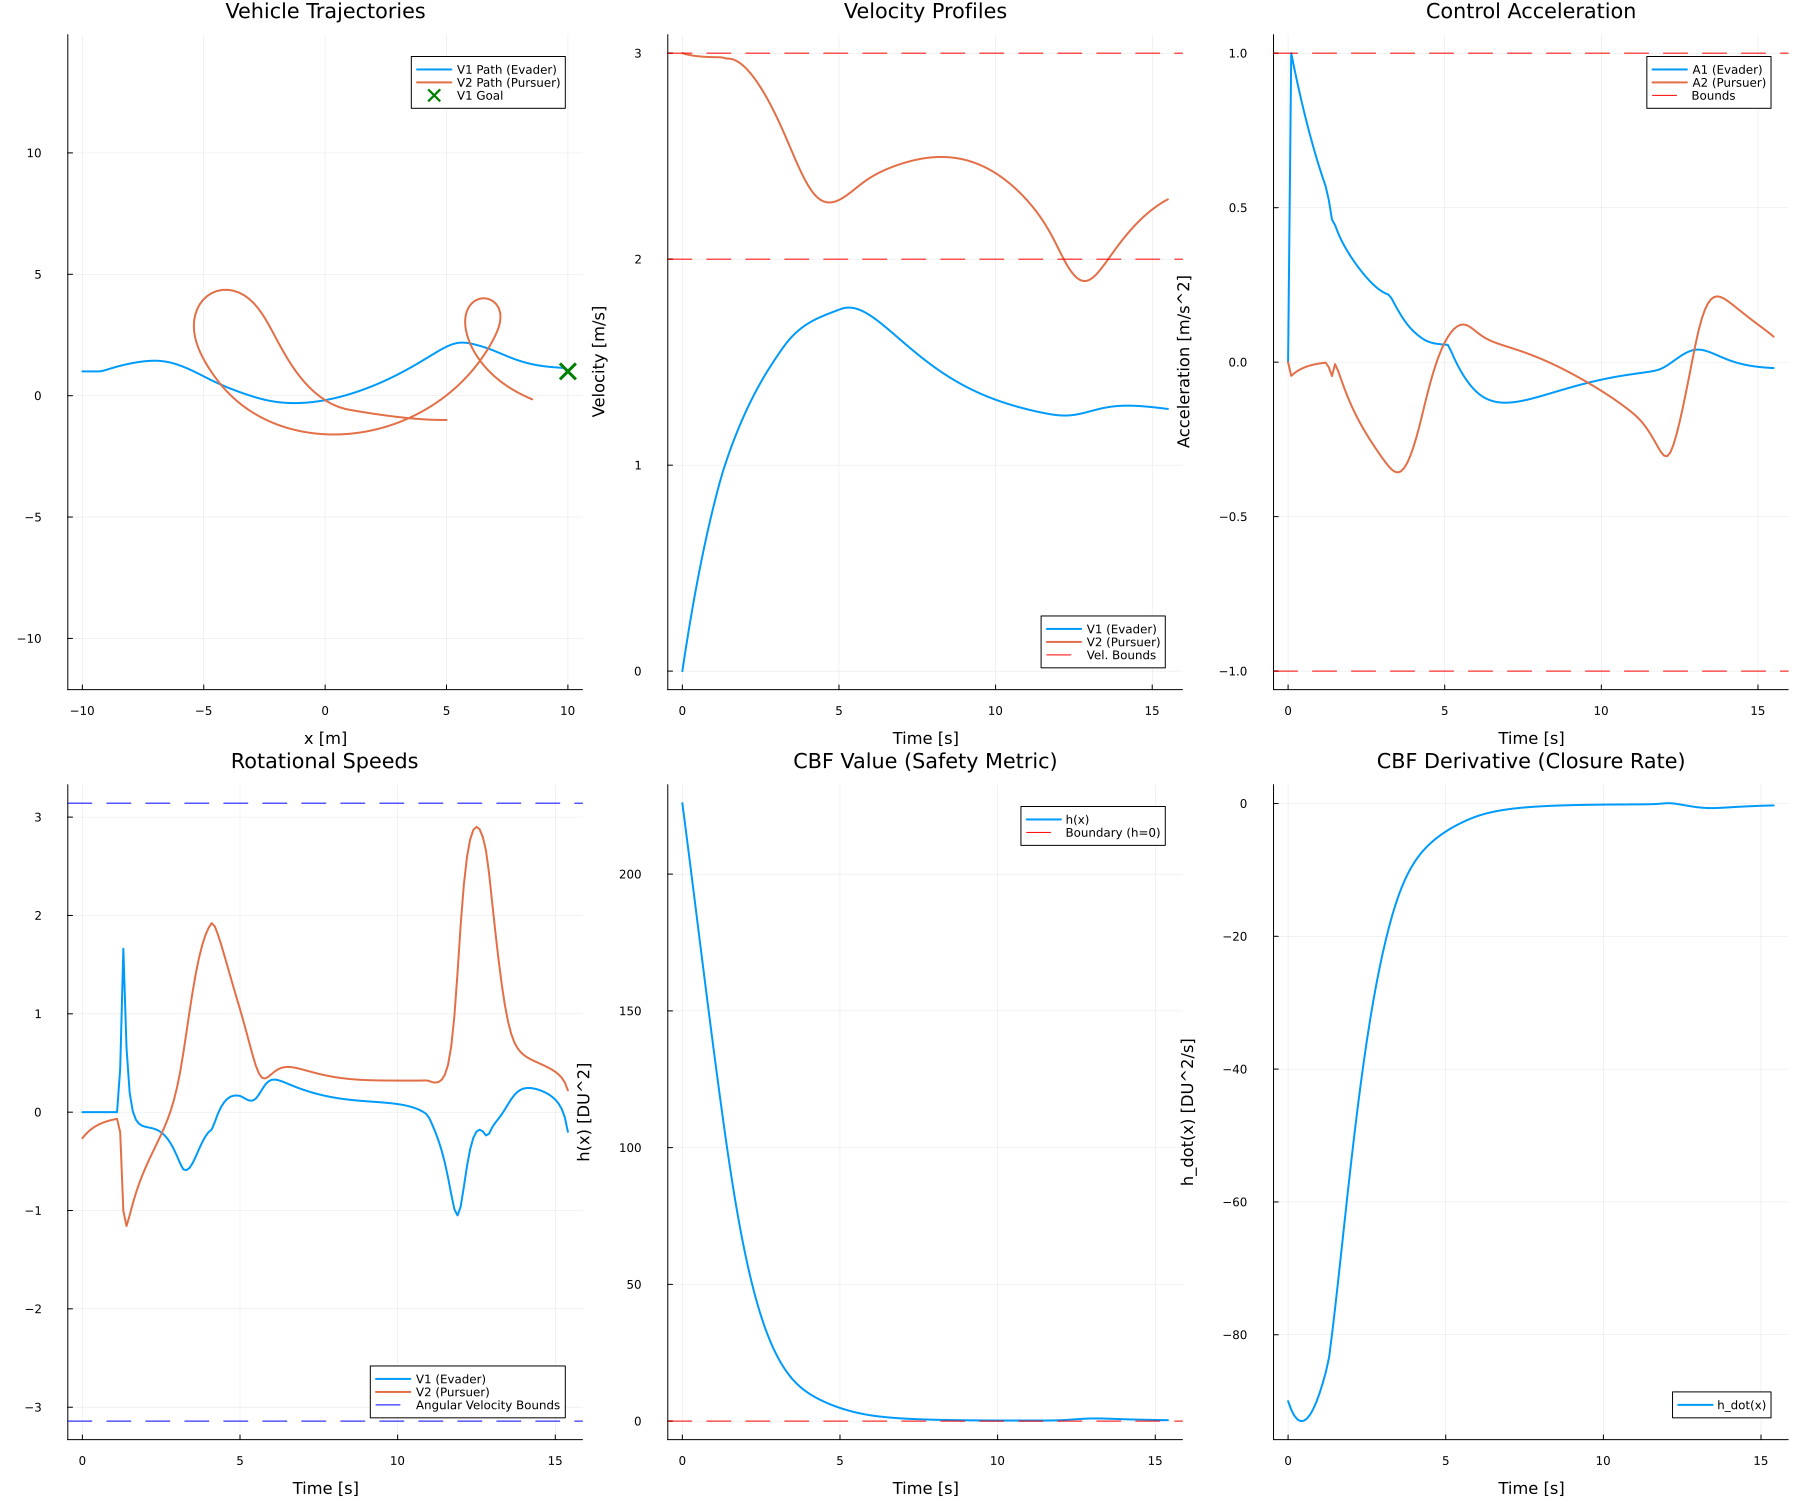 Vehicle Trajectories
V1 Path (Evader)
V2 Path (Pursuer)
V1 Goal
10
5
0
−5
−10
−10
−5
0
5
10
x [m]
Velocity Profiles
Velocity [m/s]
3
2
1
0
V1 (Evader)
V2 (Pursuer)
Vel. Bounds
0
5
10
15
Time [s]
Control Acceleration
Acceleration [m/s^2]
A1 (Evader)
A2 (Pursuer)
Bounds
1.0
0.5
0.0
−0.5
−1.0
0
5
10
15
Time [s]
Rotational Speeds
3
2
1
0
−1
−2
−3
V1 (Evader)
V2 (Pursuer)
Angular Velocity Bounds
0
5
10
15
Time [s]
CBF Value (Safety Metric)
h(x) [DU^2]
h(x)
Boundary (h=0)
200
150
100
50
0
0
5
10
15
Time [s]
CBF Derivative (Closure Rate)
h_dot(x) [DU^2/s]
0
−20
−40
−60
−80
h_dot(x)
0
5
10
15
Time [s]